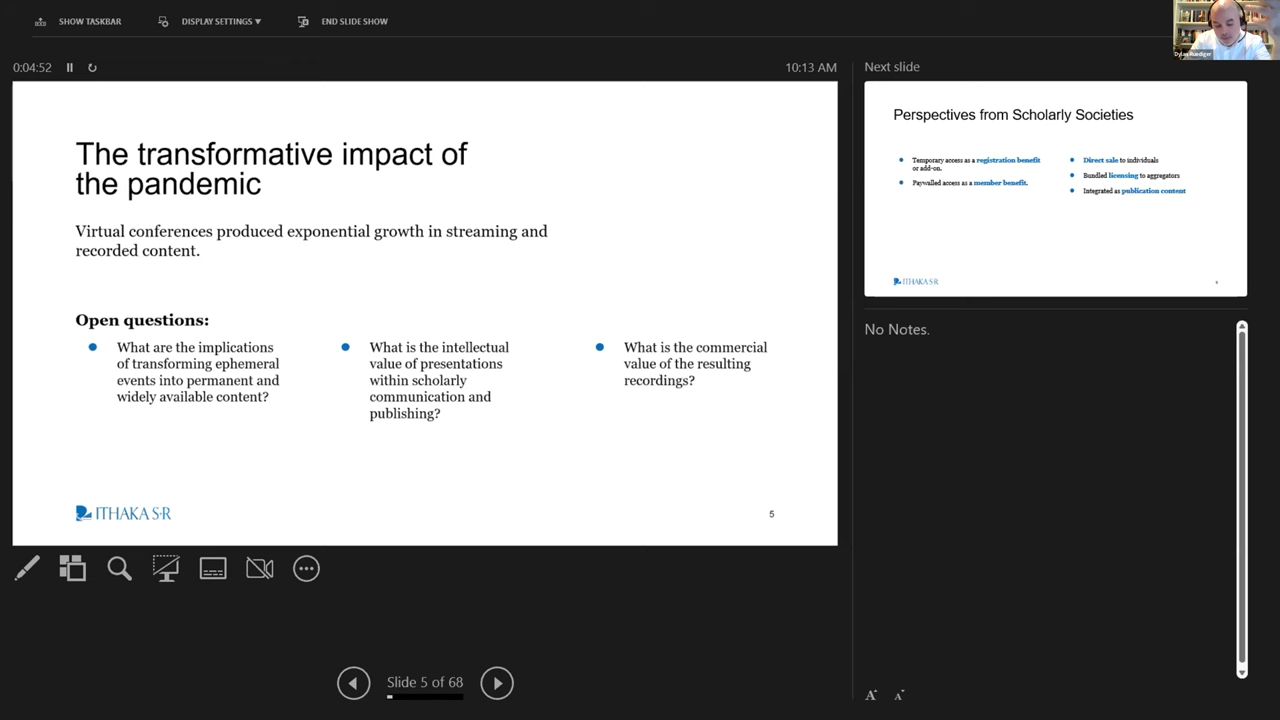 SHOW TASKBAR
DISPLAY SETTINGS
END SLIDE SHOW
0:04:52
10:13 AM
The transformative impact of
the pandemic
Virtual conferences produced exponential growth in streaming and
recorded content.
Open questions:
What are the implications
of transforming ephemeral
events into permanent and
widely available content?
What is the intellectual
value of presentations
within scholarly
communication and
publishing?
What is the commercial
value of the resulting
recordings?
ITHAKA S·R
5
Slide 5 of 68
Dylan Ruediger
Next slide
Perspectives from Scholarly Societies
Temporary access as a registration benefit
or add-on.
Paywalled access as a member benefit.
Direct sale to individuals
Bundled licensing to aggregators
Integrated as publication content
ITHAKA S·R
No Notes.
A
A